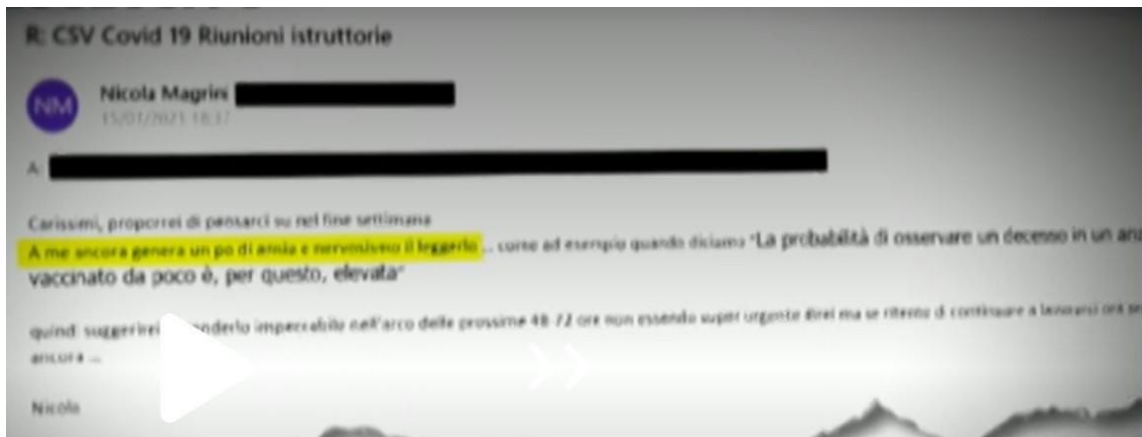 R: CSV Covid 19 Riunioni istruttorie
NM
Nicola Magrini
15/01/2021 18:37
A:
Carissimi, proporrei di pensarci su nel fine settimana
A me ancora genera un po di ansia e nervosismo il leggerlo ... come ad esempio quando diciamo "La probabilità di osservare un decesso in un anz
vaccinato da poco è, per questo, elevata"
quindi suggerirei renderlo impeccabile nell'arco delle prossime 48-72 ore non essendo super urgente direi ma se ritenete di continuare a lavorarci ora
ancora ...
Nicola